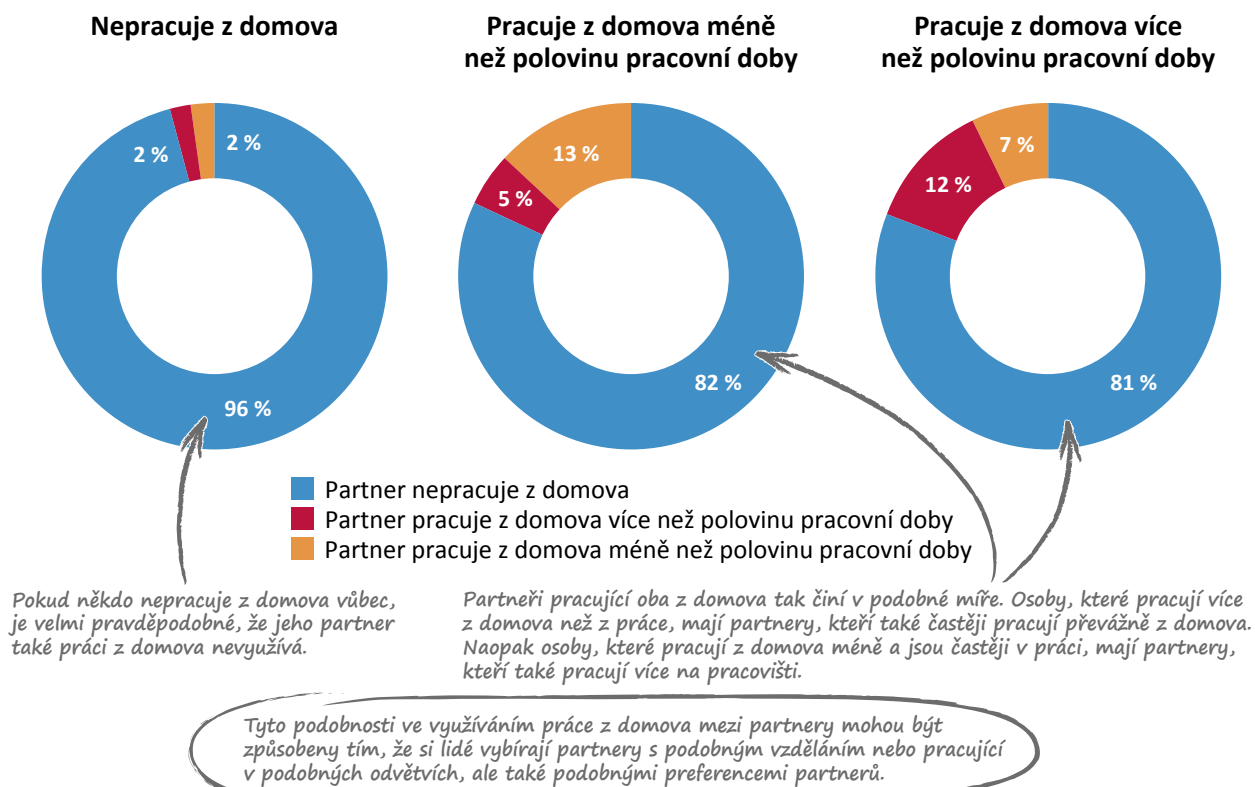 Nepracuje z domova
Pracuje z domova méně
než polovinu pracovní doby
Pracuje z domova více
než polovinu pracovní doby
2 %
2 %
96 %
13 %
5 %
82 %
7 %
12 %
81 %
Partner nepracuje z domova
Partner pracuje z domova více než polovinu pracovní doby
Partner pracuje z domova méně než polovinu pracovní doby
Pokud někdo nepracuje z domova vůbec,
je velmi pravděpodobné, že jeho partner
také práci z domova nevyužívá.
Partneři pracující oba z domova tak činí v podobné míře. Osoby, které pracují více
z domova než z práce, mají partnery, kteří také častěji pracují převážně z domova.
Naopak osoby, které pracují z domova méně a jsou častěji v práci, mají partnery,
kteří také pracují více na pracovišti.
Tyto podobnosti ve využíváním práce z domova mezi partnery mohou být
způsobeny tím, že si lidé vybírají partnery s podobným vzděláním nebo pracující
v podobných odvětvích, ale také podobnými preferencemi partnerů.